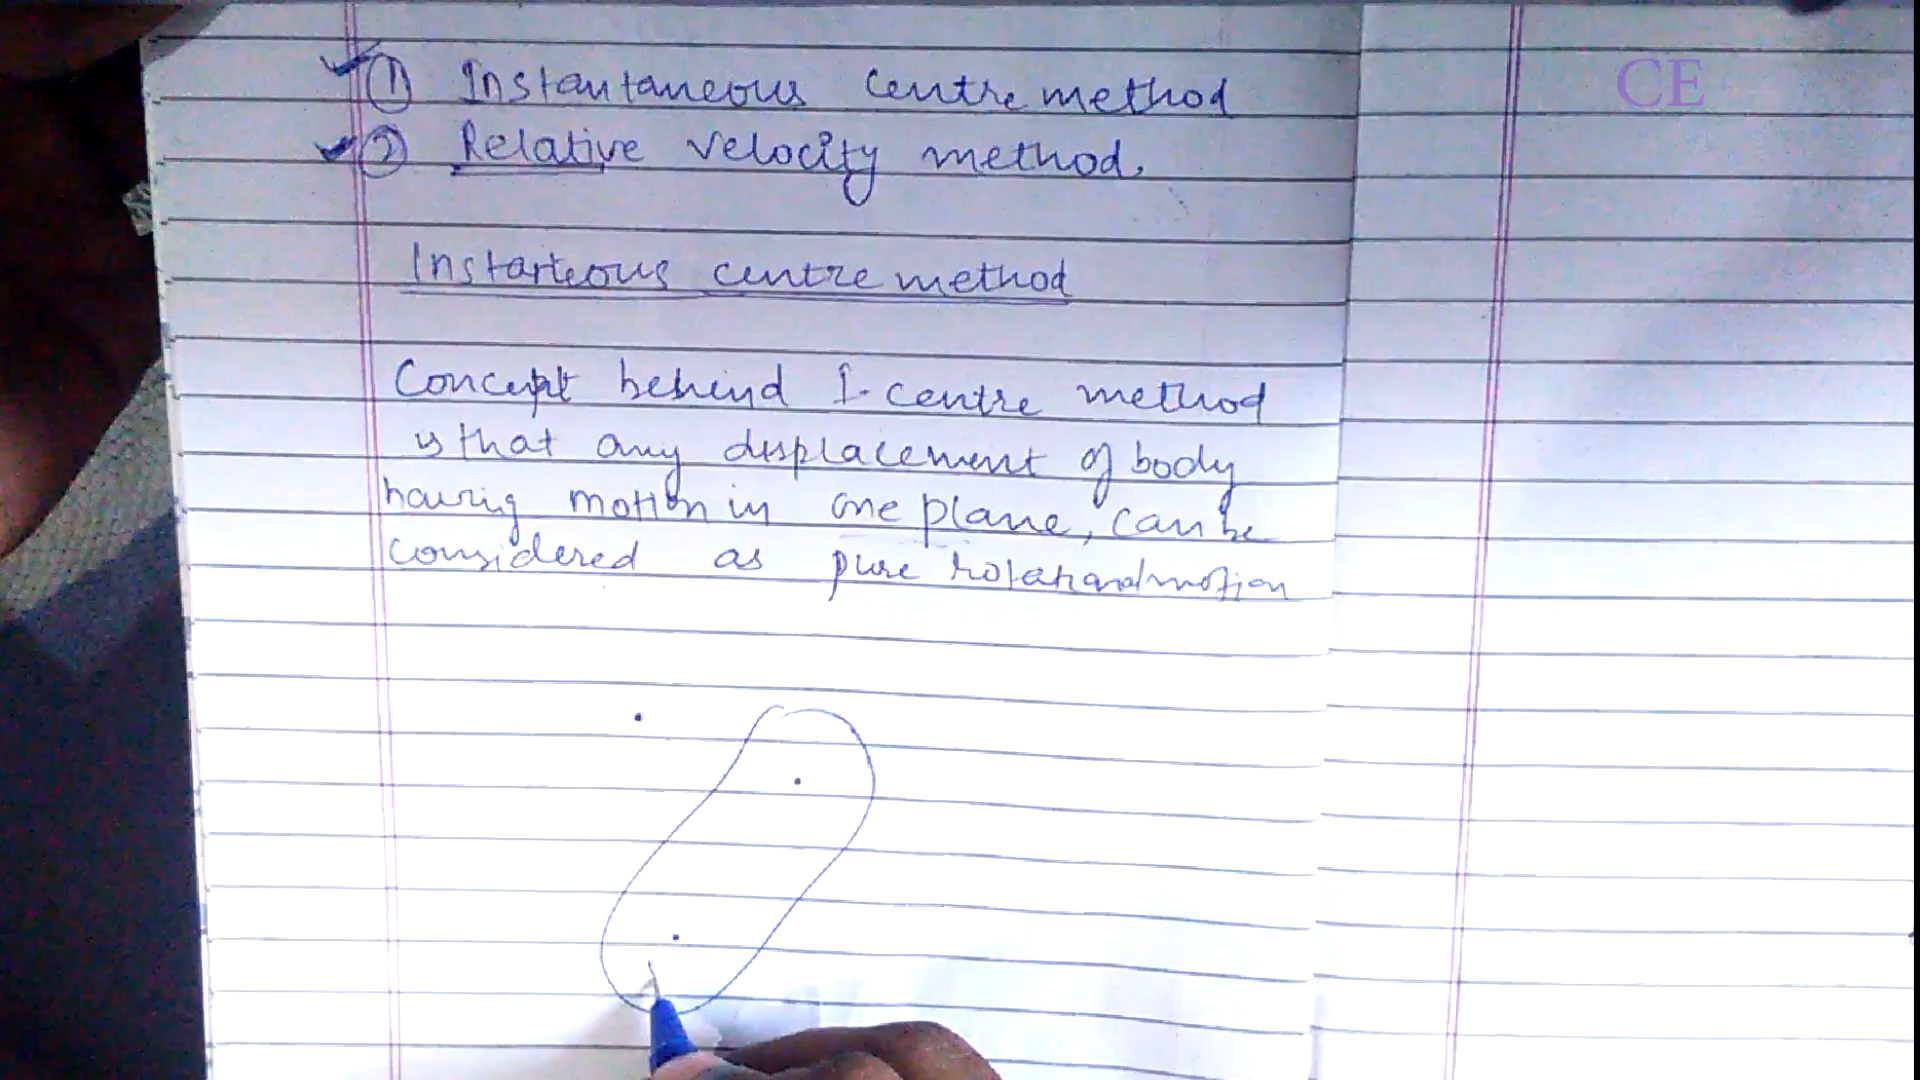 ① Instantaneous centre method
CE
② Relative velocity method.
Instanteous centre method
Concept behind I-centre method
is that any displacement of body
having motion in one plane, can be
considered as pure rotational motion